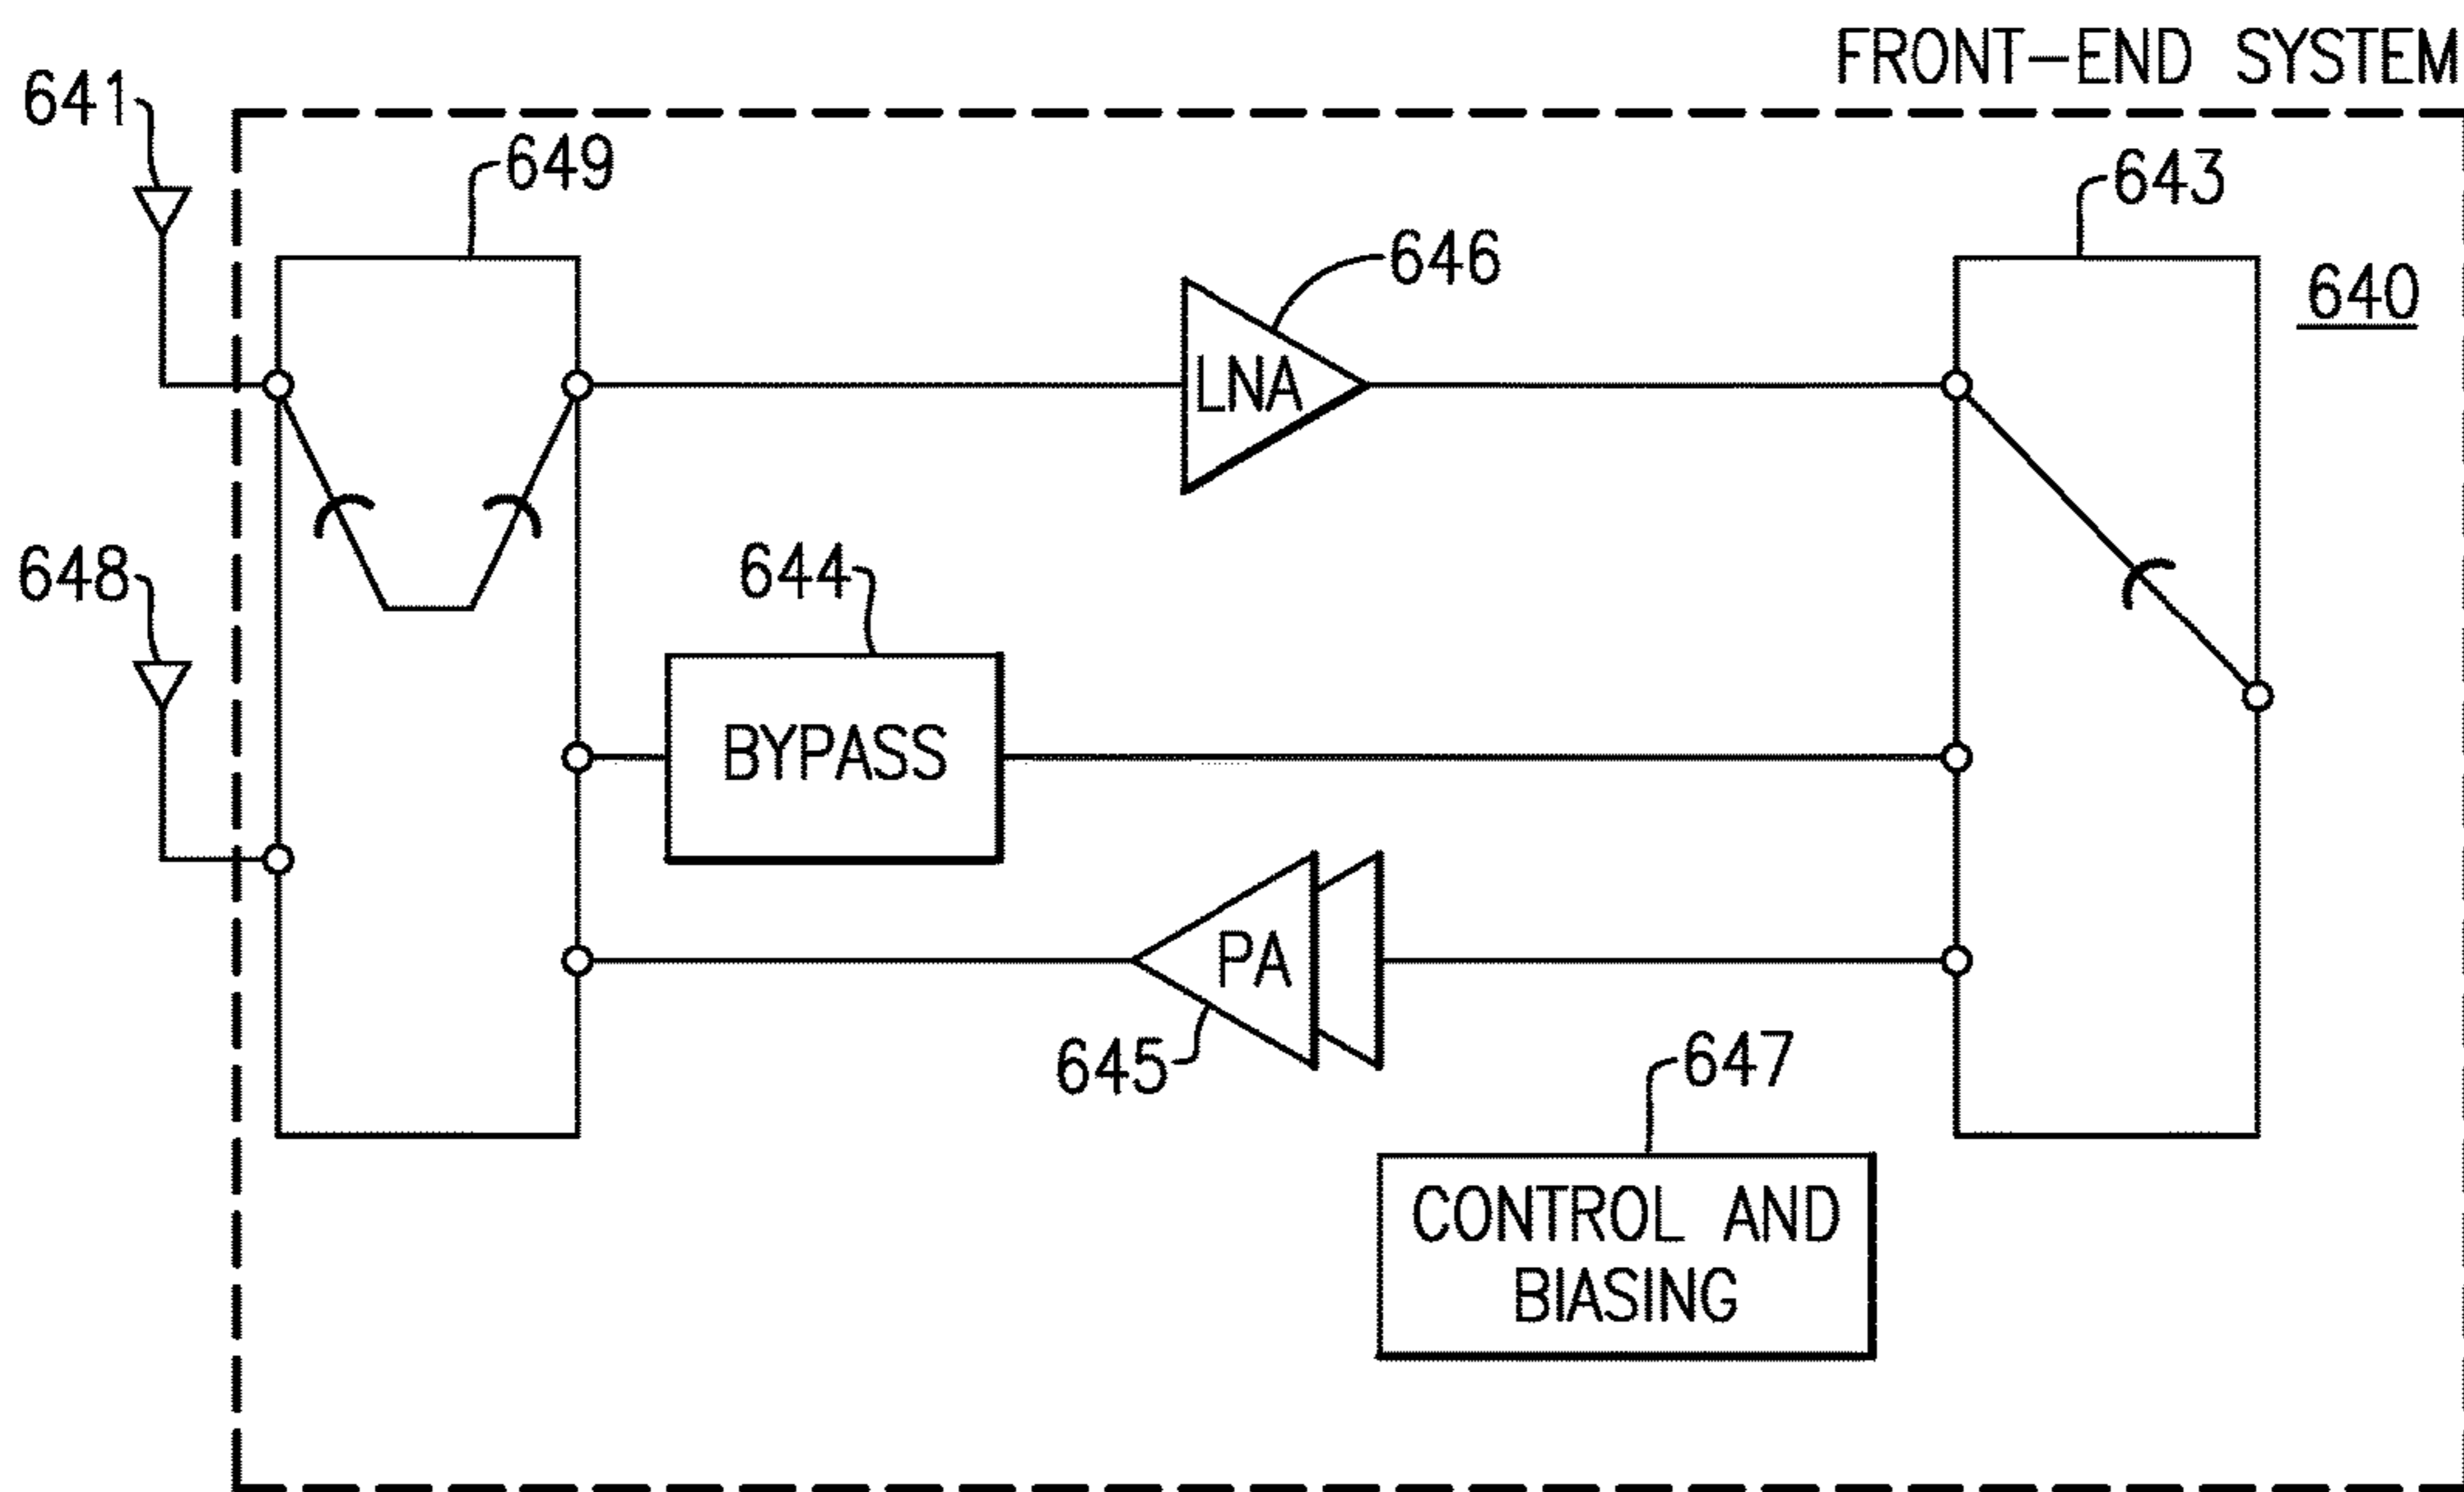 FRONT-END SYSTEM
641
649
643
646
640
LNA
648
644
BYPASS
PA
645
647
CONTROL AND
BIASING